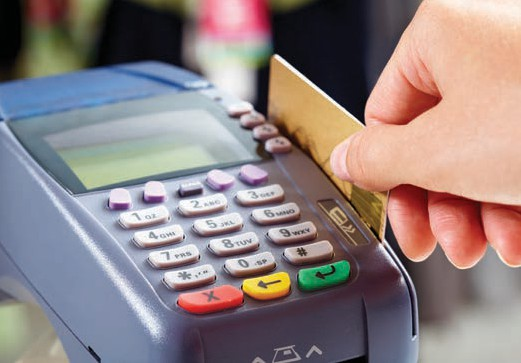 1 QZ 2 ABC 3 DEF
4 GHI 5 JKL 6 MNO
7 PRS 8 TUV 9 WXY
*,'" 0 -SP #
X ← ↵